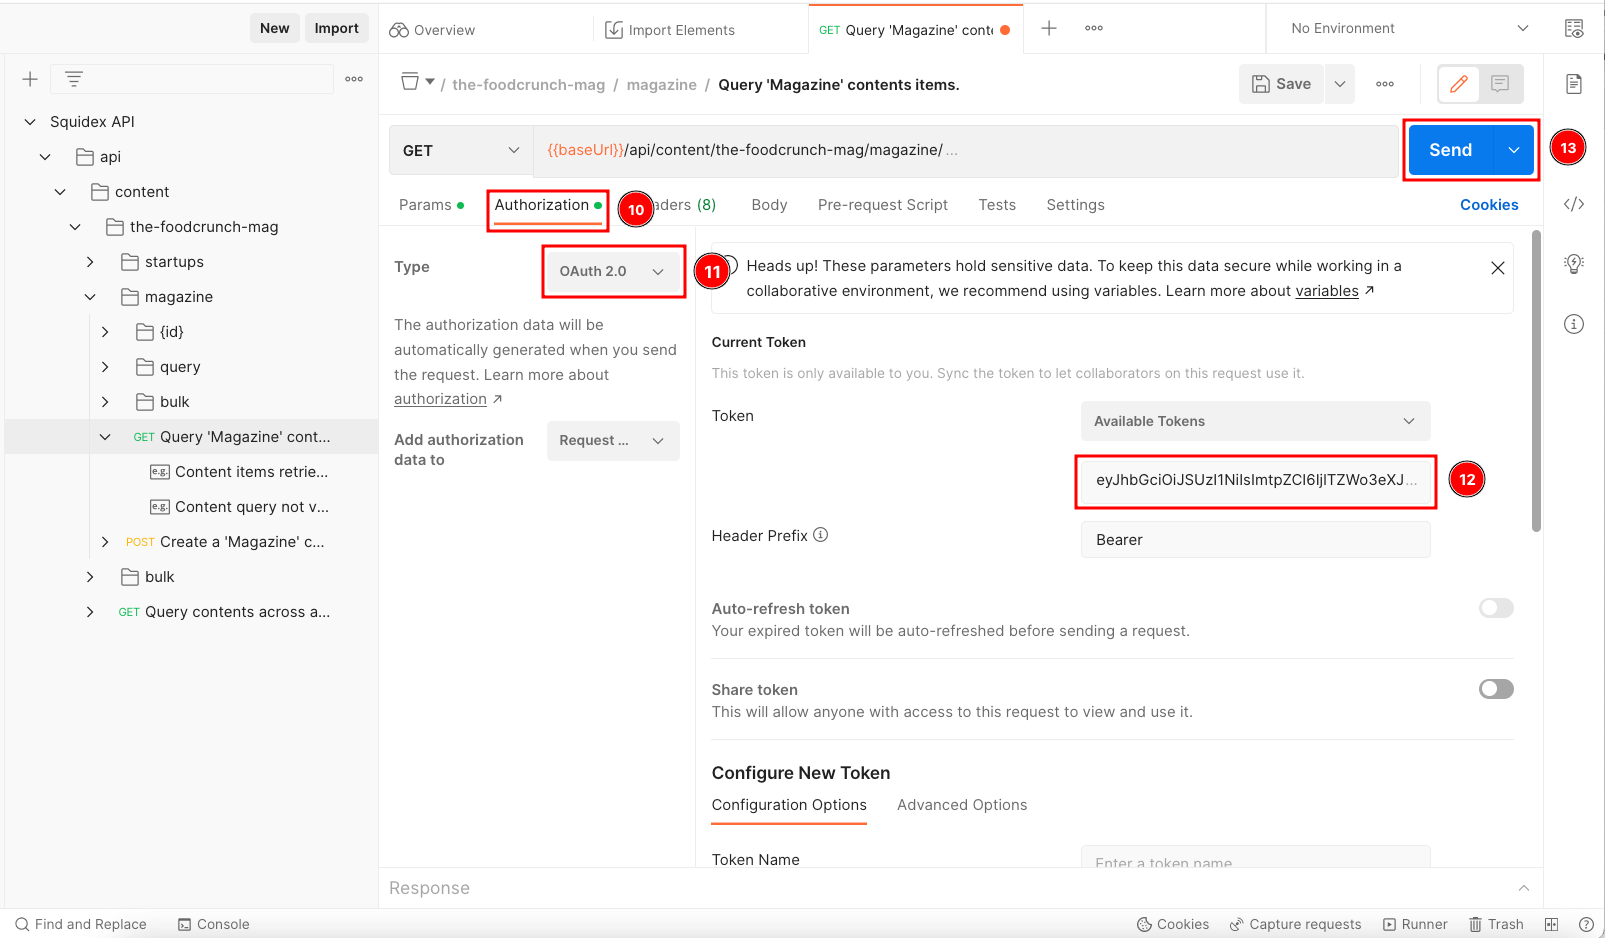 New
Import
Overview
Import Elements
GET Query 'Magazine' conte
No Environment
/ the-foodcrunch-mag / magazine / Query 'Magazine' contents items.
Save
Squidex API
api
content
the-foodcrunch-mag
startups
magazine
{id}
query
bulk
GET Query 'Magazine' cont...
e.g. Content items retrie...
e.g. Content query not v...
POST Create a 'Magazine' c...
bulk
GET Query contents across a...
GET
{{baseUrl}}/api/content/the-foodcrunch-mag/magazine/ ...
Send
13
Params
Authorization
10
aders (8)
Body
Pre-request Script
Tests
Settings
Cookies
Type
OAuth 2.0
11
The authorization data will be
automatically generated when you send
the request. Learn more about
authorization ↗
Add authorization
data to
Request ...
Heads up! These parameters hold sensitive data. To keep this data secure while working in a
collaborative environment, we recommend using variables. Learn more about variables ↗
Current Token
This token is only available to you. Sync the token to let collaborators on this request use it.
Token
Available Tokens
eyJhbGciOiJSUzI1NiIsImtpZCI6IjlTZWo3eXJ...
12
Header Prefix
Bearer
Auto-refresh token
Your expired token will be auto-refreshed before sending a request.
Share token
This will allow anyone with access to this request to view and use it.
Configure New Token
Configuration Options
Advanced Options
Token Name
Enter a token name
Response
Find and Replace
Console
Cookies
Capture requests
Runner
Trash